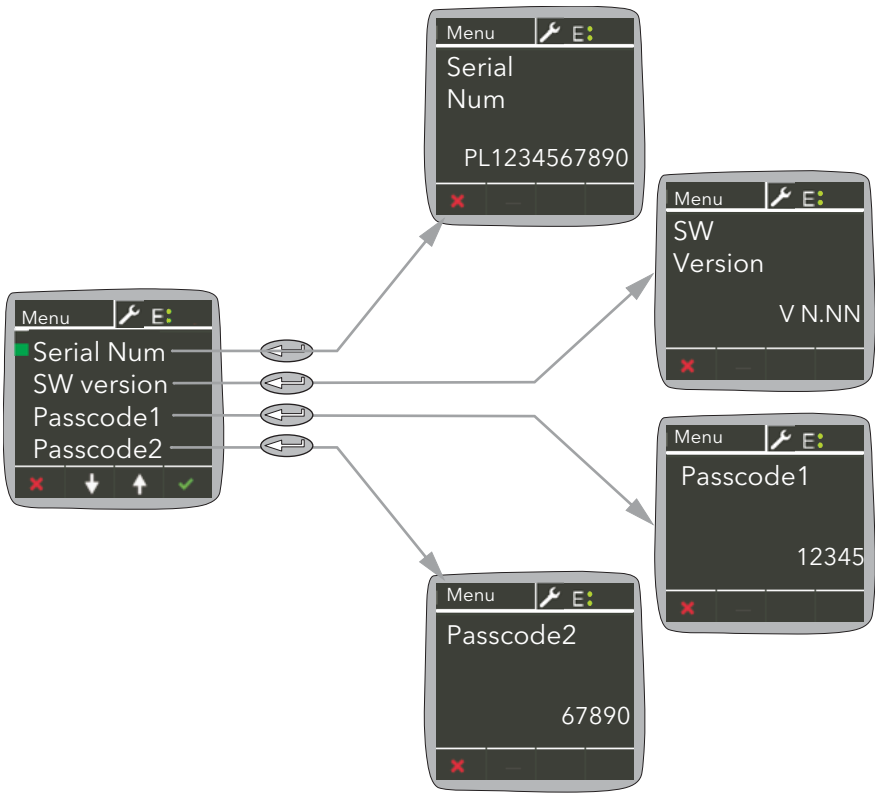 Menu E:
Serial
Num
PL1234567890
Menu E:
SW
Version
V N.NN
Menu E:
Serial Num
SW version
Passcode1
Passcode2
Menu E:
Passcode1
12345
Menu E:
Passcode2
67890